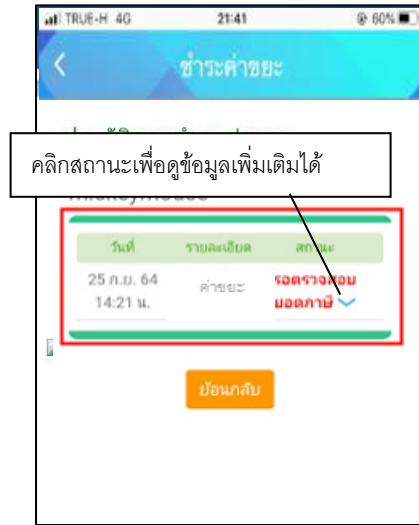 TRUE-H 4G 21:41 @ 60%
ชำระค่าขยะ
คลิกสถานะเพื่อดูข้อมูลเพิ่มเติมได้
mickeymouse
วันที่ รายละเอียด สถานะ
25 ก.ย. 64 ค่าขยะ รอตรวจสอบ
14:21 น. ยอดภาษี
ย้อนกลับ